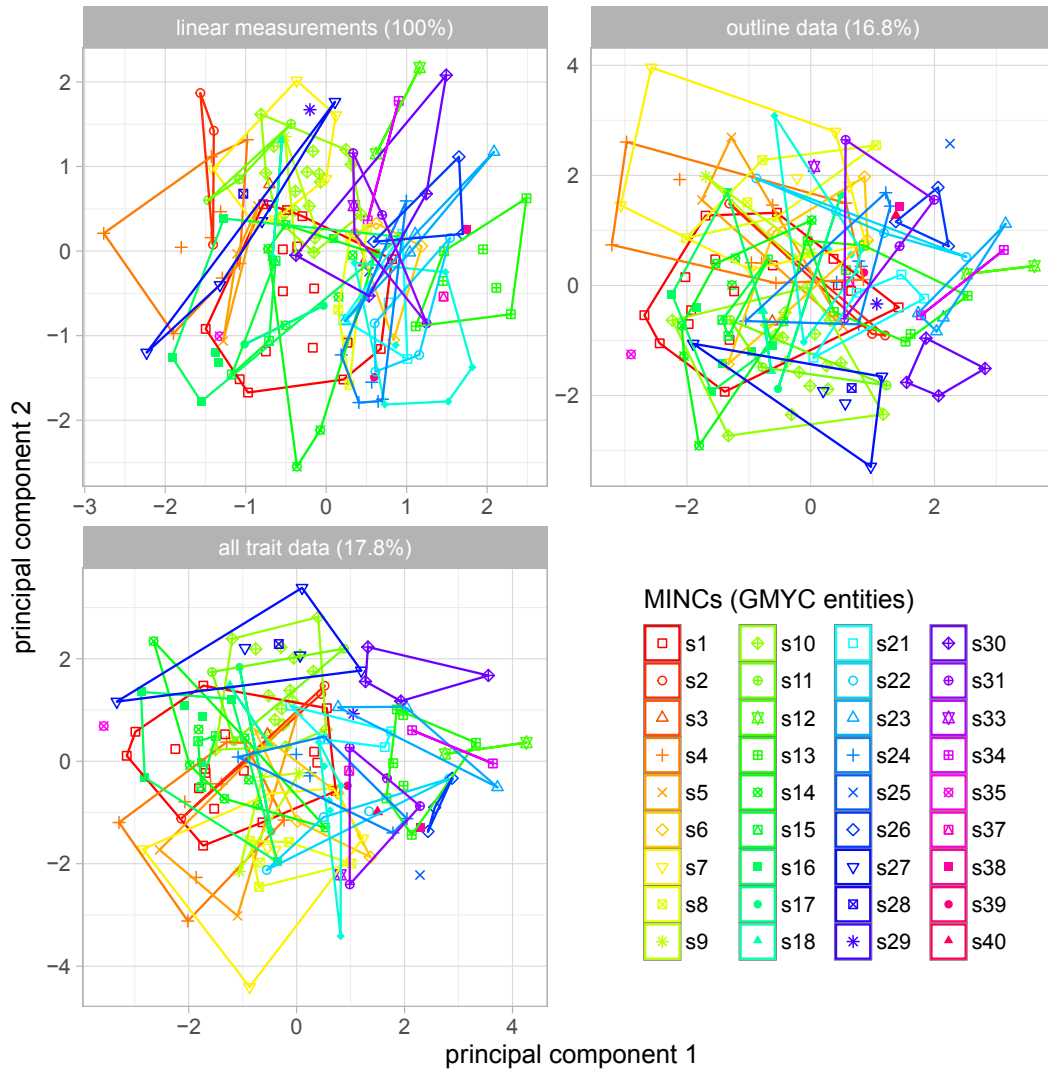 linear measurements (100%)
outline data (16.8%)
2
1
0
−1
−2
−3 −2 −1 0 1 2
4
2
0
−2
−2 0 2
principal component 2
all trait data (17.8%)
2
0
−2
−4
−2 0 2 4
principal component 1
MINCs (GMYC entities)
s1 s10 s21 s30
s2 s11 s22 s31
s3 s12 s23 s33
s4 s13 s24 s34
s5 s14 s25 s35
s6 s15 s26 s37
s7 s16 s27 s38
s8 s17 s28 s39
s9 s18 s29 s40